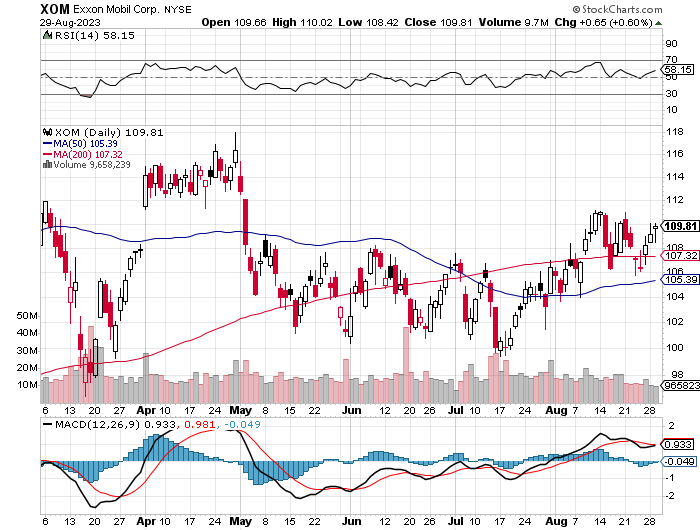 XOM Exxon Mobil Corp. NYSE © StockCharts.com
29-Aug-2023 Open 109.66 High 110.02 Low 108.42 Close 109.81 Volume 9.7M Chg +0.65 (+0.60%)
RSI(14) 58.15
90
70
58.15
50
30
10
XOM (Daily) 109.81
MA(50) 105.39
MA(200) 107.32
Volume 9,658,239
118
116
114
112
109.81
108
107.32
106
105.39
104
102
100
98
9658239
50M
40M
30M
20M
10M
6 13 20 27 Apr 10 17 24 May 8 15 22 Jun 12 20 26 Jul 10 17 24 Aug 7 14 21 28
MACD(12,26,9) 0.933, 0.981, -0.049
2
0.933
-0.049
-1
-2
6 13 20 27 Apr 10 17 24 May 8 15 22 Jun 12 20 26 Jul 10 17 24 Aug 7 14 21 28